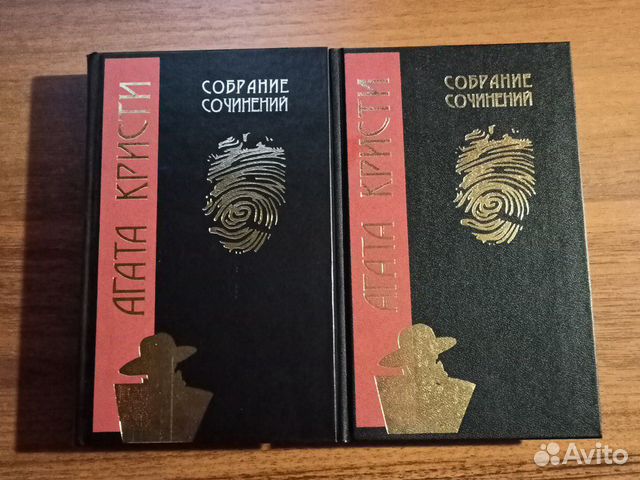 АГАТА КРИСТИ
СОБРАНИЕ
СОЧИНЕНИЙ
АГАТА КРИСТИ
СОБРАНИЕ
СОЧИНЕНИЙ
Avito